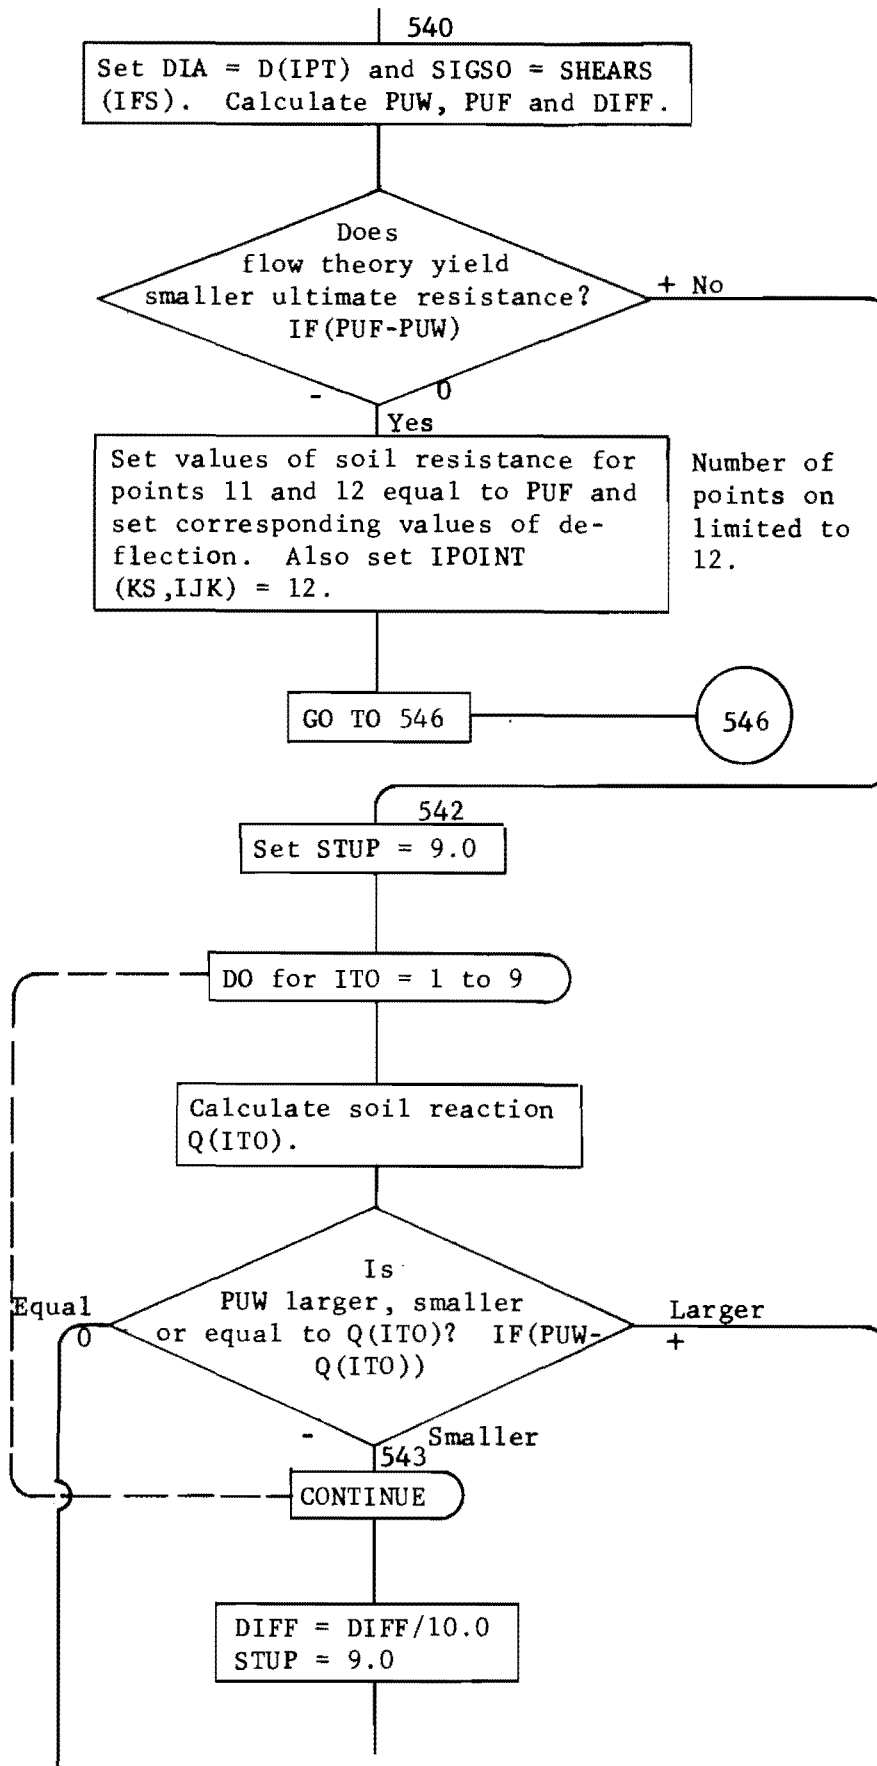 540
Set DIA = D(IPT) and SIGSO = SHEARS
(IFS). Calculate PUW, PUF and DIFF.
Does
flow theory yield
smaller ultimate resistance?
IF(PUF-PUW)
+ No
-
0
Yes
Set values of soil resistance for
points 11 and 12 equal to PUF and
set corresponding values of de-
flection. Also set IPOINT
(KS,IJK) = 12.
Number of
points on
limited to
12.
GO TO 546
546
542
Set STUP = 9.0
DO for ITO = 1 to 9
Calculate soil reaction
Q(ITO).
Is
PUW larger, smaller
or equal to Q(ITO)? IF(PUW-
Q(ITO))
Equal
0
Larger
+
-
Smaller
543
CONTINUE
DIFF = DIFF/10.0
STUP = 9.0